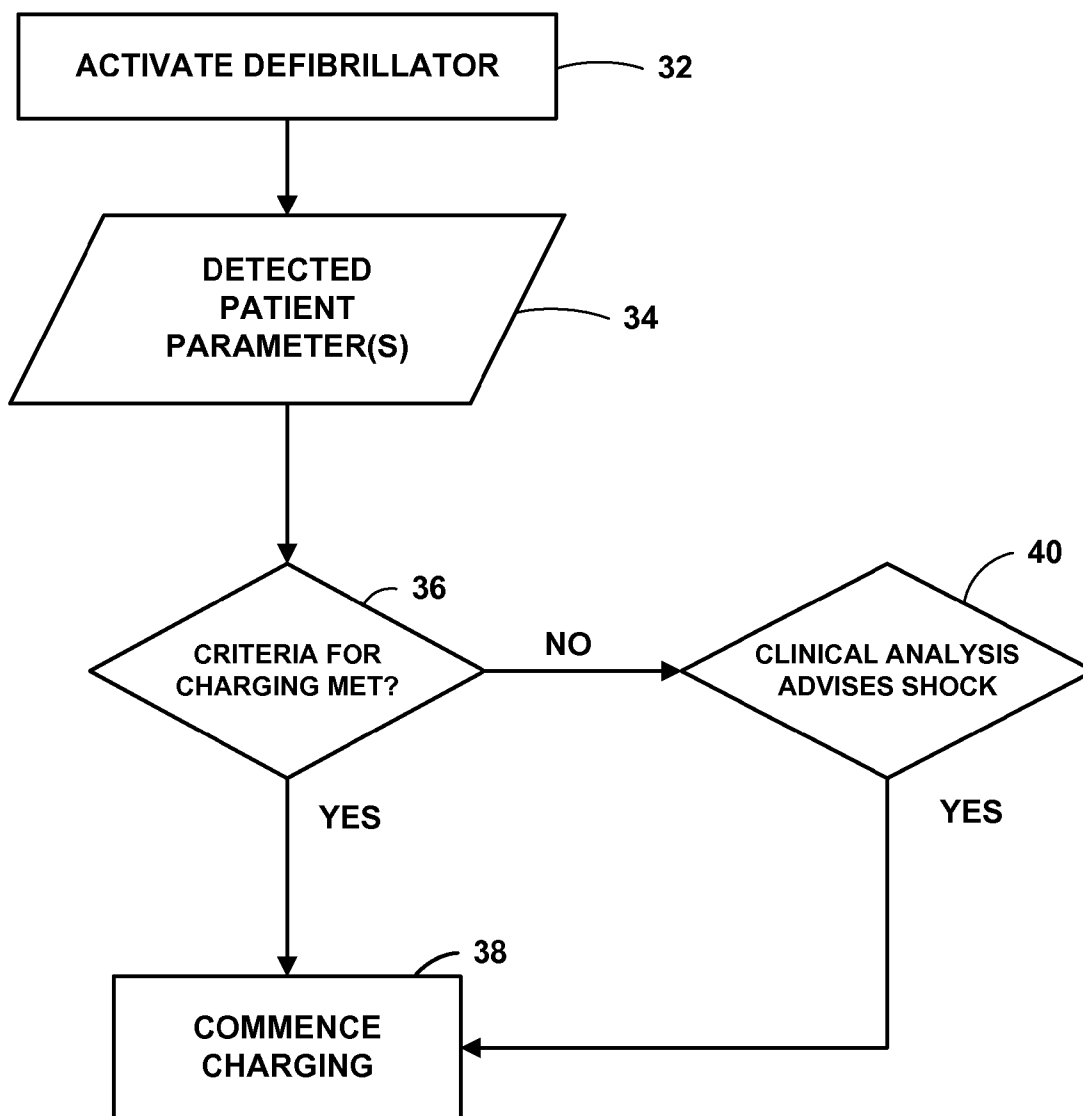 ACTIVATE DEFIBRILLATOR
32
DETECTED
PATIENT
PARAMETER(S)
34
36
CRITERIA FOR
CHARGING MET?
NO
40
CLINICAL ANALYSIS
ADVISES SHOCK
YES
YES
38
COMMENCE
CHARGING